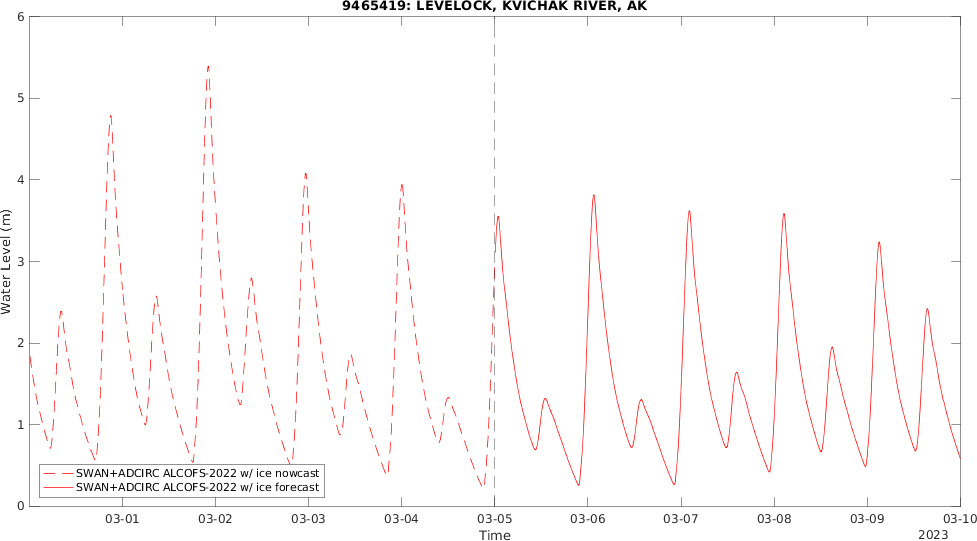 9465419: LEVELOCK, KVICHAK RIVER, AK
6
5
4
3
2
1
0
Water Level (m)
SWAN+ADCIRC ALCOFS-2022 w/ ice nowcast
SWAN+ADCIRC ALCOFS-2022 w/ ice forecast
03-01 03-02 03-03 03-04 03-05 03-06 03-07 03-08 03-09 03-10
Time
2023